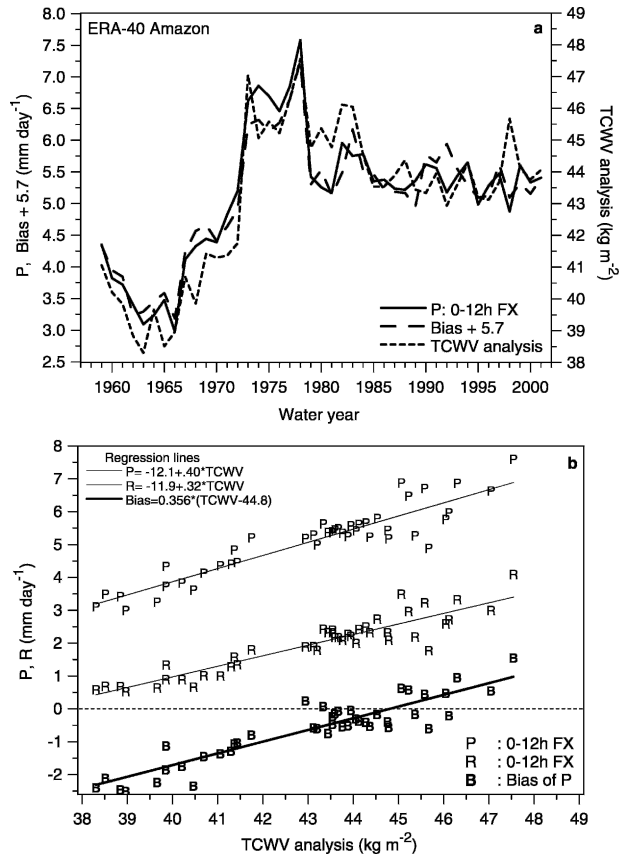 ERA-40 Amazon
a
8.0
7.5
7.0
6.5
6.0
5.5
5.0
4.5
4.0
3.5
3.0
2.5
P, Bias + 5.7 (mm day-1)
49
48
47
46
45
44
43
42
41
40
39
38
TCWV analysis (kg m-2)
P: 0-12h FX
Bias + 5.7
TCWV analysis
1960 1965 1970 1975 1980 1985 1990 1995 2000
Water year
b
Regression lines
P= -12.1+.40*TCWV
R= -11.9+.32*TCWV
Bias=0.356*(TCWV-44.8)
8
7
6
5
4
3
2
1
0
-1
-2
P, R (mm day-1)
P : 0-12h FX
R : 0-12h FX
B : Bias of P
38 39 40 41 42 43 44 45 46 47 48 49
TCWV analysis (kg m-2)